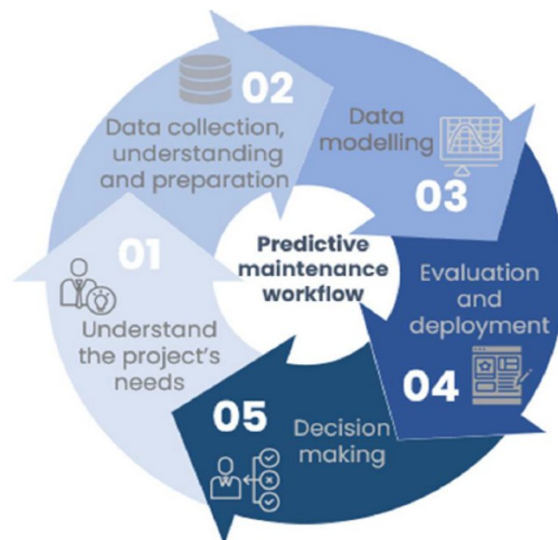 Predictive
maintenance
workflow
01
Understand
the project's
needs
02
Data collection,
understanding
and preparation
Data
modelling
03
Evaluation and
deployment
04
05
Decision
making